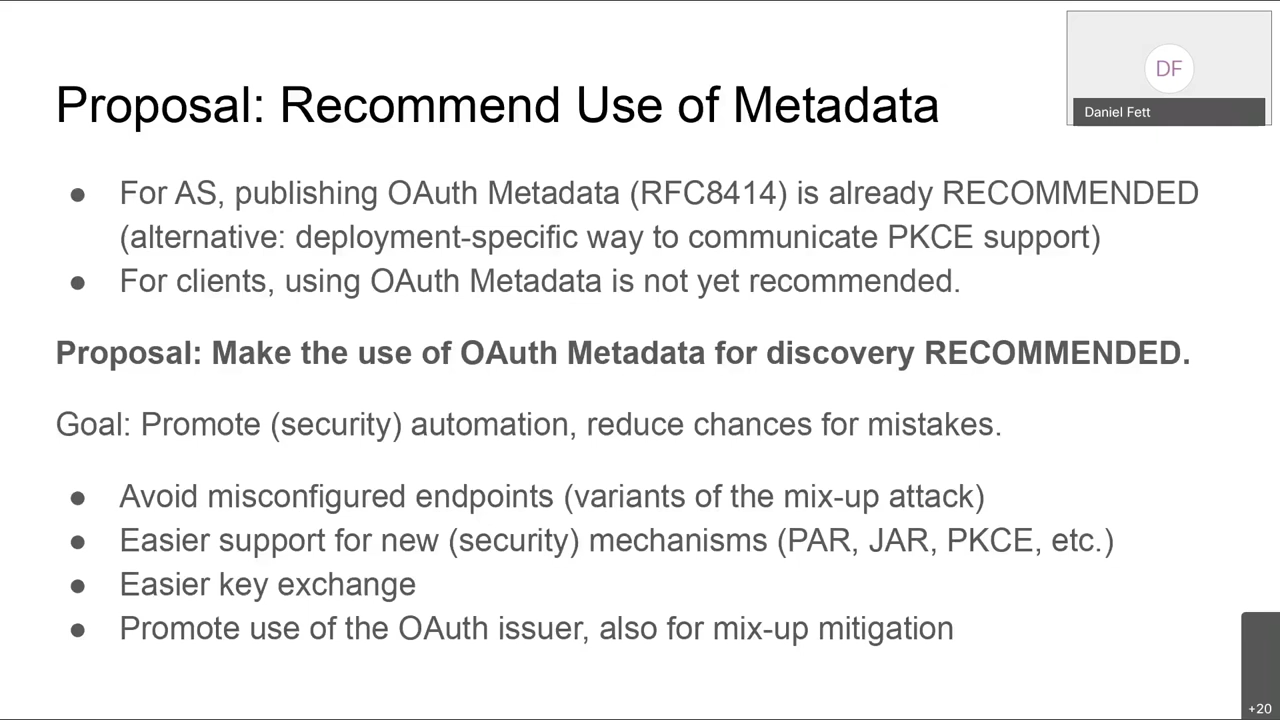 Proposal: Recommend Use of Metadata
DF
Daniel Fett
● For AS, publishing OAuth Metadata (RFC8414) is already RECOMMENDED
(alternative: deployment-specific way to communicate PKCE support)
● For clients, using OAuth Metadata is not yet recommended.
Proposal: Make the use of OAuth Metadata for discovery RECOMMENDED.
Goal: Promote (security) automation, reduce chances for mistakes.
● Avoid misconfigured endpoints (variants of the mix-up attack)
● Easier support for new (security) mechanisms (PAR, JAR, PKCE, etc.)
● Easier key exchange
● Promote use of the OAuth issuer, also for mix-up mitigation
+20